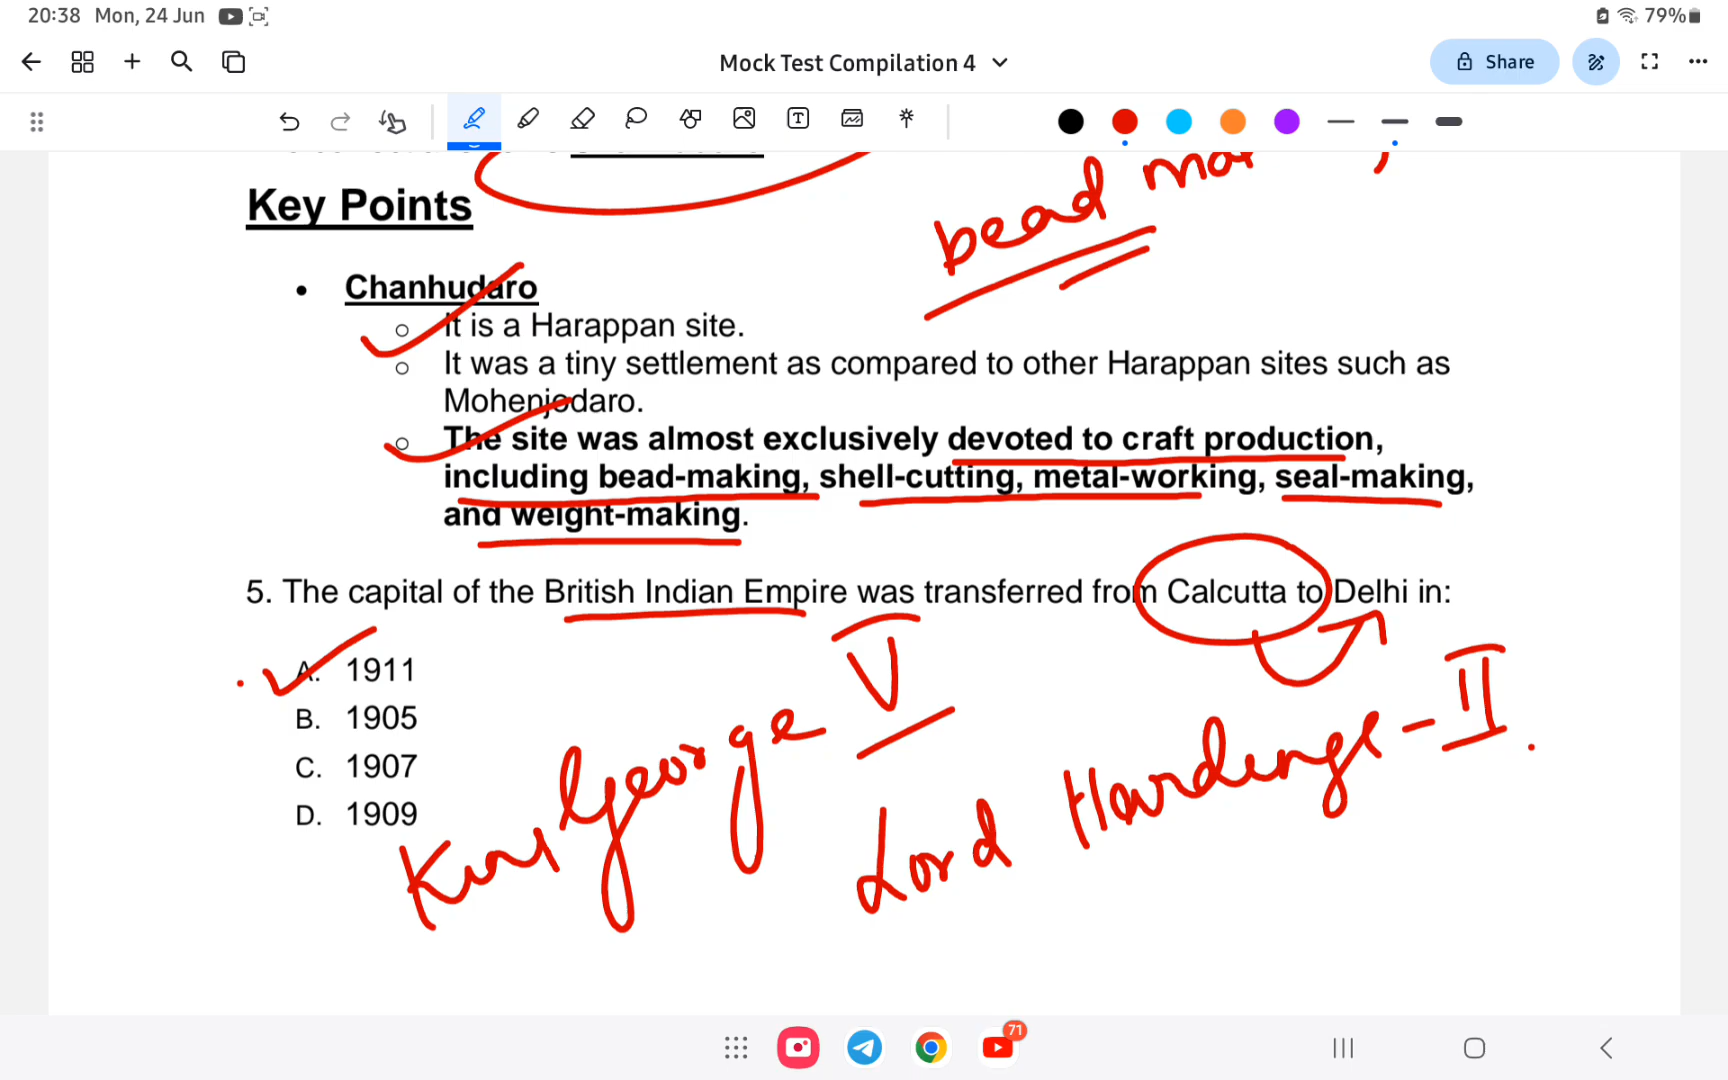 20:38 Mon, 24 Jun 79%
Mock Test Compilation 4
Share
bead
Key Points
• Chanhudaro
○ It is a Harappan site.
○ It was a tiny settlement as compared to other Harappan sites such as
Mohenjodaro.
○ The site was almost exclusively devoted to craft production,
including bead-making, shell-cutting, metal-working, seal-making,
and weight-making.
5. The capital of the British Indian Empire was transferred from Calcutta to Delhi in:
A. 1911
B. 1905
C. 1907
D. 1909
King George V
Lord Hardinge - II
71